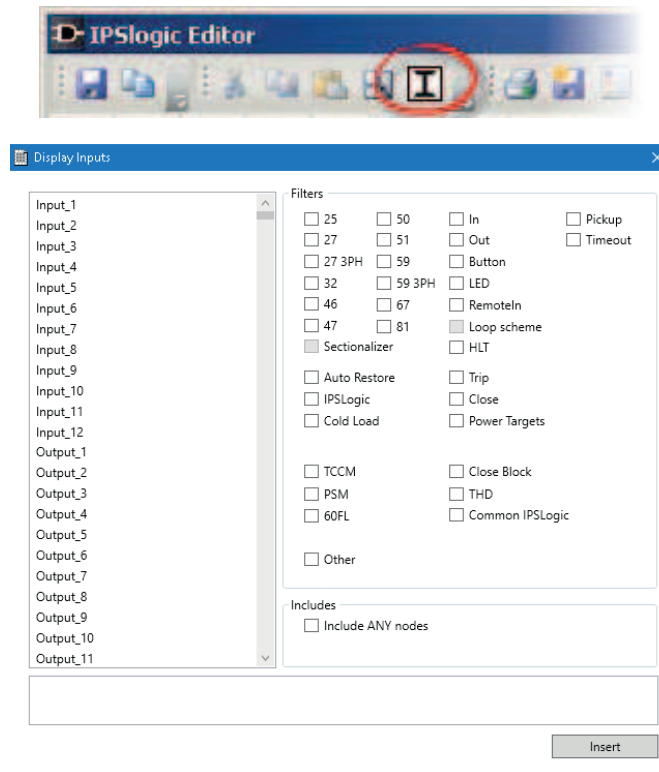 IPSlogic Editor
I
Display Inputs
Input_1
Input_2
Input_3
Input_4
Input_5
Input_6
Input_7
Input_8
Input_9
Input_10
Input_11
Input_12
Output_1
Output_2
Output_3
Output_4
Output_5
Output_6
Output_7
Output_8
Output_9
Output_10
Output_11
Filters
25 50 In Pickup
27 51 Out Timeout
27 3PH 59 Button
32 59 3PH LED
46 67 RemoteIn
47 81 Loop scheme
Sectionalizer HLT
Auto Restore Trip
IPSLogic Close
Cold Load Power Targets
TCCM Close Block
PSM THD
60FL Common IPSLogic
Other
Includes
Include ANY nodes
Insert